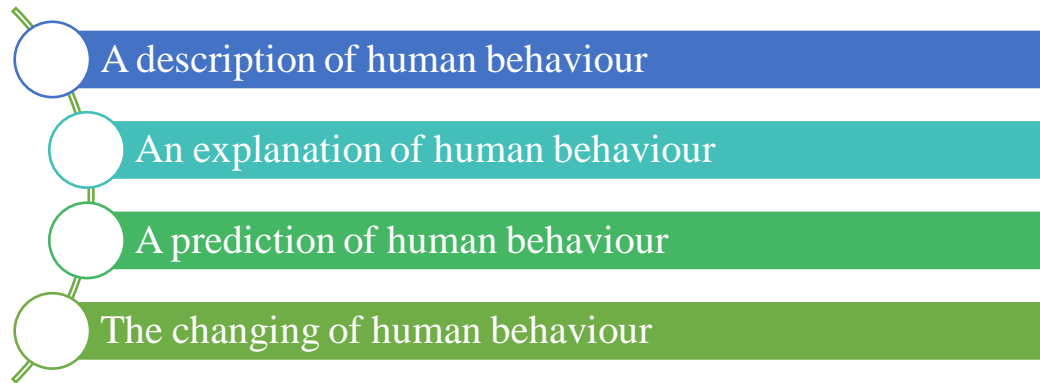 A description of human behaviour
An explanation of human behaviour
A prediction of human behaviour
The changing of human behaviour